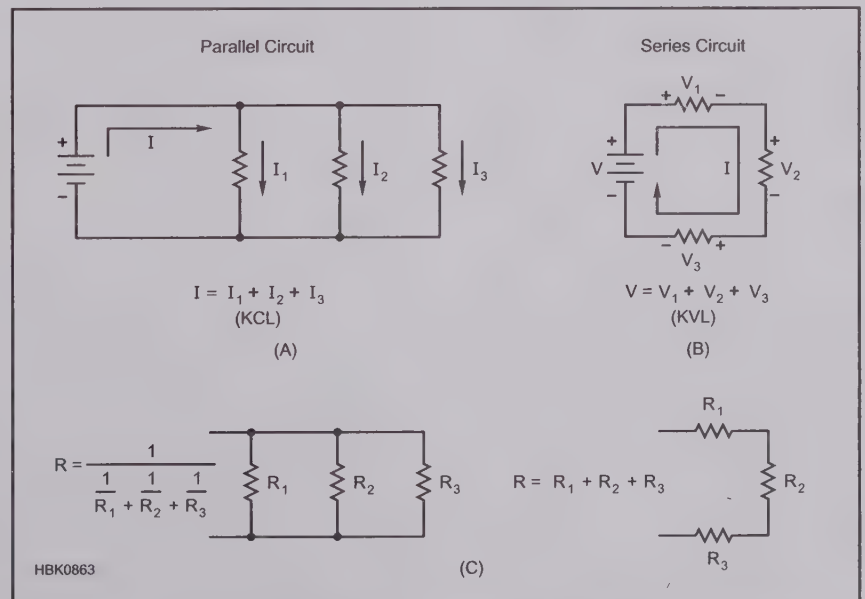 Parallel Circuit
+
I
−
I₁
I₂
I₃
I = I₁ + I₂ + I₃
(KCL)
(A)
Series Circuit
V₁
+ −
+
V
−
I
+
V₂
−
− +
V₃
V = V₁ + V₂ + V₃
(KVL)
(B)
R = 1 / (1/R₁ + 1/R₂ + 1/R₃)
R₁
R₂
R₃
R = R₁ + R₂ + R₃
R₁
R₂
R₃
HBK0863
(C)